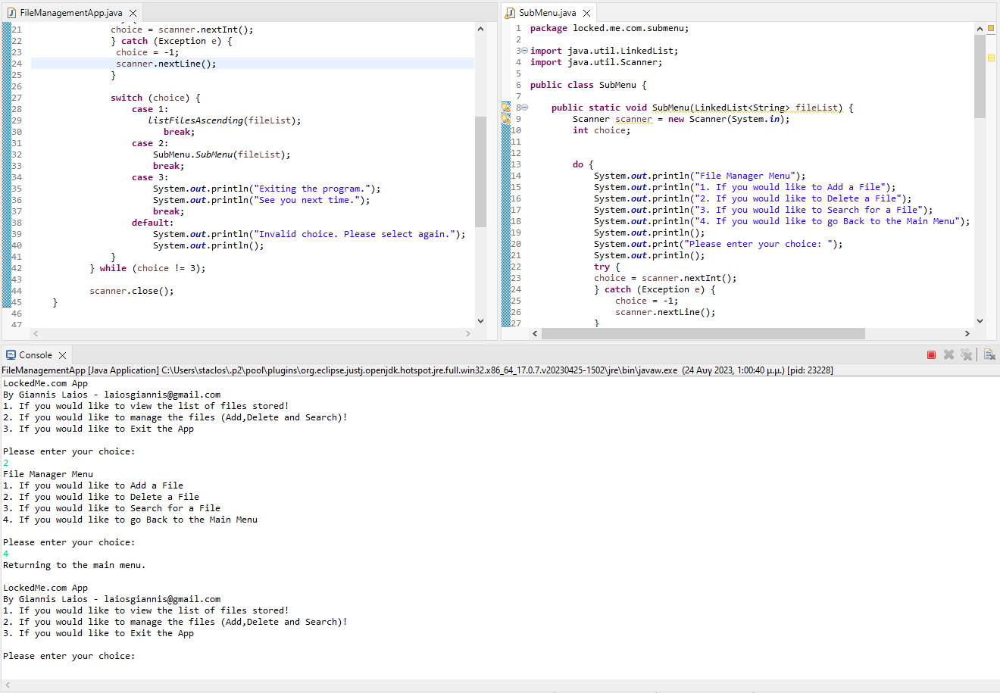 FileManagementApp.java
21 choice = scanner.nextInt();
22 } catch (Exception e) {
23 choice = -1;
24 scanner.nextLine();
25 }
26
27 switch (choice) {
28 case 1:
29 listFilesAscending(fileList);
30 break;
31 case 2:
32 SubMenu.SubMenu(fileList);
33 break;
34 case 3:
35 System.out.println("Exiting the program.");
36 System.out.println("See you next time.");
37 break;
38 default:
39 System.out.println("Invalid choice. Please select again.");
40 System.out.println();
41 }
42 } while (choice != 3);
43
44 scanner.close();
45 }
46
47
SubMenu.java
1 package locked.me.com.submenu;
2
3 import java.util.LinkedList;
4 import java.util.Scanner;
5
6 public class SubMenu {
7
8 public static void SubMenu(LinkedList<String> fileList) {
9 Scanner scanner = new Scanner(System.in);
10 int choice;
11
12
13 do {
14 System.out.println("File Manager Menu");
15 System.out.println("1. If you would like to Add a File");
16 System.out.println("2. If you would like to Delete a File");
17 System.out.println("3. If you would like to Search for a File");
18 System.out.println("4. If you would like to go Back to the Main Menu");
19 System.out.println();
20 System.out.print("Please enter your choice: ");
21 System.out.println();
22 try {
23 choice = scanner.nextInt();
24 } catch (Exception e) {
25 choice = -1;
26 scanner.nextLine();
27 }
Console
FileManagementApp [Java Application] C:\Users\staclos\.p2\pool\plugins\org.eclipse.justj.openjdk.hotspot.jre.full.win32.x86_64_17.0.7.v20230425-1502\jre\bin\javaw.exe (24 Αυγ 2023, 1:00:40 μ.μ.) [pid: 23228]
LockedMe.com App
By Giannis Laios - laiosgiannis@gmail.com
1. If you would like to view the list of files stored!
2. If you would like to manage the files (Add,Delete and Search)!
3. If you would like to Exit the App
Please enter your choice:
2
File Manager Menu
1. If you would like to Add a File
2. If you would like to Delete a File
3. If you would like to Search for a File
4. If you would like to go Back to the Main Menu
Please enter your choice:
4
Returning to the main menu.
LockedMe.com App
By Giannis Laios - laiosgiannis@gmail.com
1. If you would like to view the list of files stored!
2. If you would like to manage the files (Add,Delete and Search)!
3. If you would like to Exit the App
Please enter your choice: